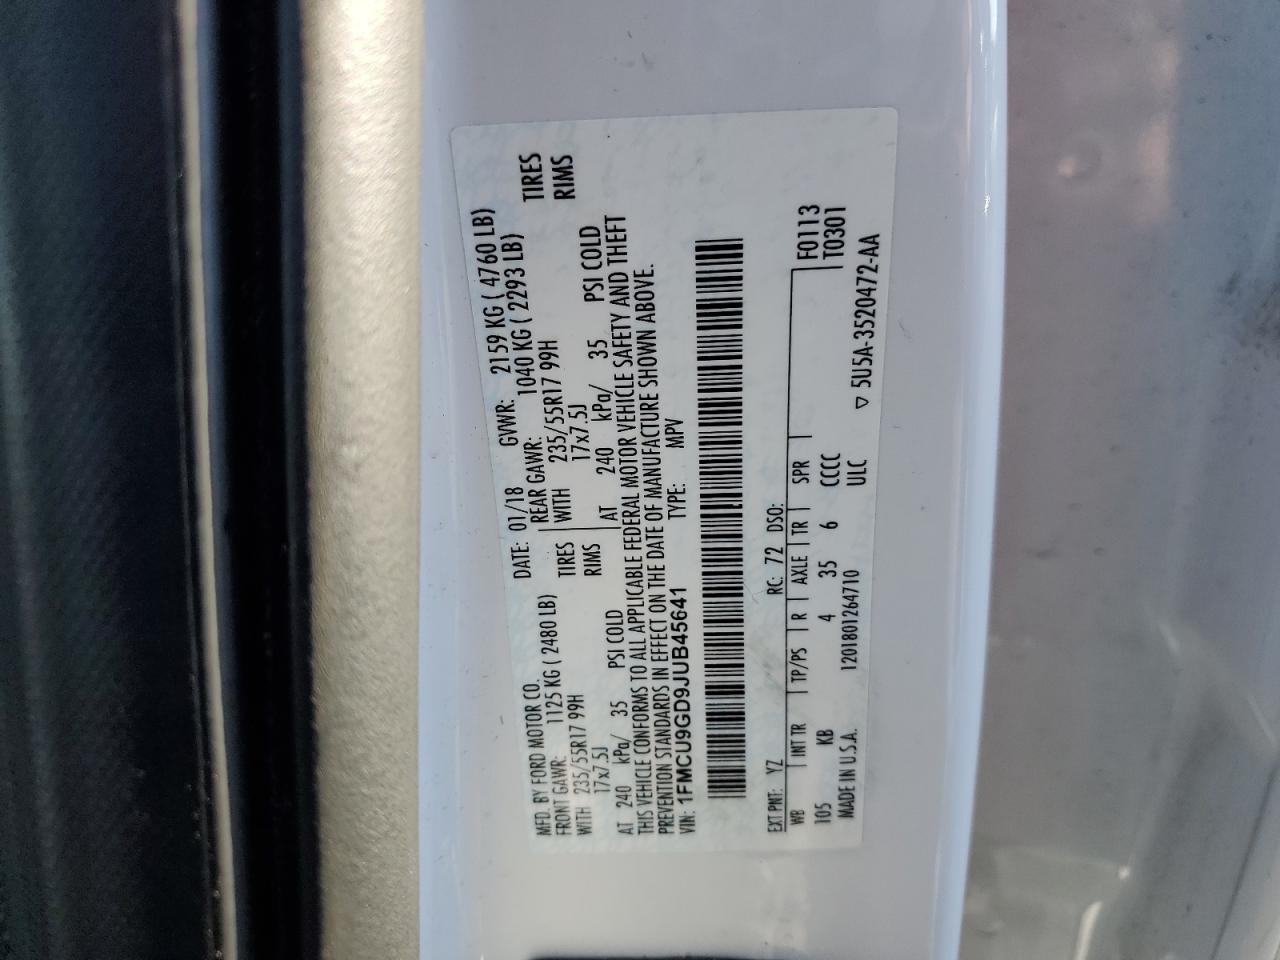 MFD. BY FORD MOTOR CO. DATE: 01/18 GVWR: 2159 KG ( 4760 LB)
FRONT GAWR: 1125 KG ( 2480 LB) REAR GAWR: 1040 KG ( 2293 LB)
WITH 235/55R17 99H TIRES WITH 235/55R17 99H TIRES
17x7.5J RIMS 17x7.5J RIMS
AT 240 kPa/ 35 PSI COLD AT 240 kPa/ 35 PSI COLD
THIS VEHICLE CONFORMS TO ALL APPLICABLE FEDERAL MOTOR VEHICLE SAFETY AND THEFT
PREVENTION STANDARDS IN EFFECT ON THE DATE OF MANUFACTURE SHOWN ABOVE.
VIN: 1FMCU9GD9JUB45641 TYPE: MPV
EXT PNT: YZ RC: 72 DSO:
WB INT TR TP/PS R AXLE TR SPR F0113
105 KB 4 35 6 CCCC T0301
MADE IN U.S.A. 1201801264710 ULC
▽ 5U5A-3520472-AA